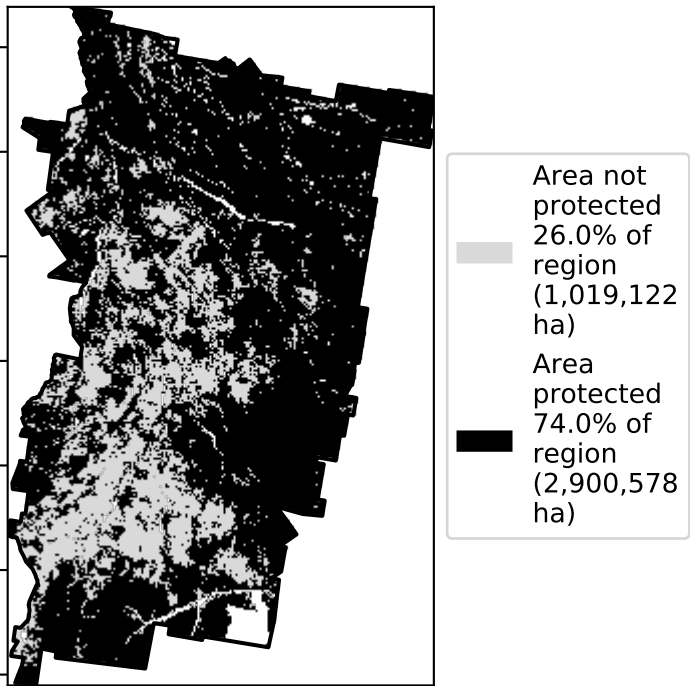 Area not
protected
26.0% of
region
(1,019,122
ha)
Area
protected
74.0% of
region
(2,900,578
ha)